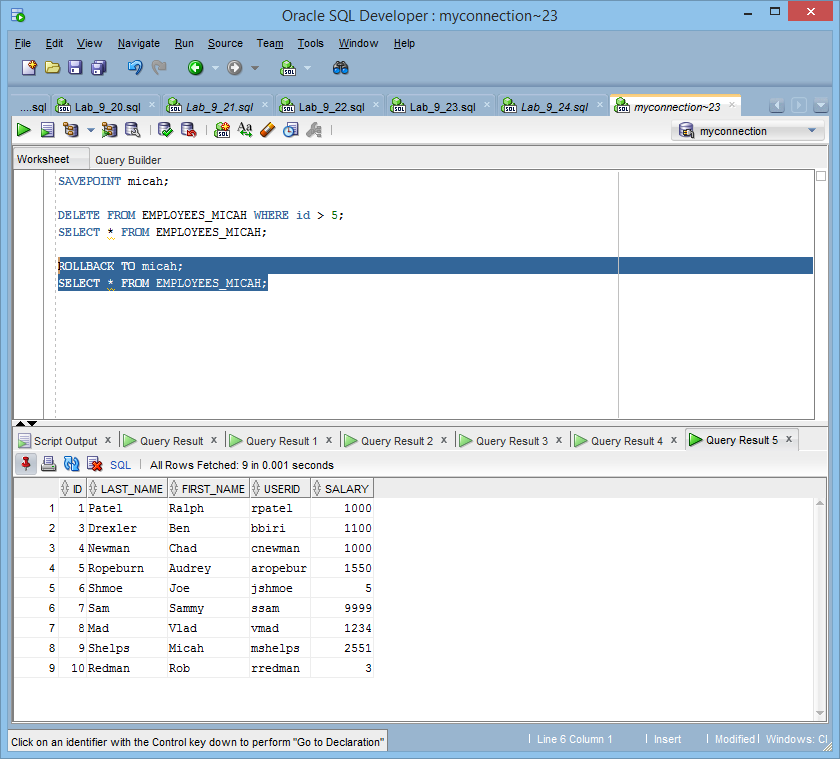 Oracle SQL Developer : myconnection~23
File Edit View Navigate Run Source Team Tools Window Help
....sql Lab_9_20.sql Lab_9_21.sql Lab_9_22.sql Lab_9_23.sql Lab_9_24.sql myconnection~23
myconnection
Worksheet Query Builder
SAVEPOINT micah;
DELETE FROM EMPLOYEES_MICAH WHERE id > 5;
SELECT * FROM EMPLOYEES_MICAH;
ROLLBACK TO micah;
SELECT * FROM EMPLOYEES_MICAH;
Script Output x Query Result x Query Result 1 x Query Result 2 x Query Result 3 x Query Result 4 x Query Result 5 x
SQL All Rows Fetched: 9 in 0.001 seconds
ID LAST_NAME FIRST_NAME USERID SALARY
1 1 Patel Ralph rpatel 1000
2 3 Drexler Ben bbiri 1100
3 4 Newman Chad cnewman 1000
4 5 Ropeburn Audrey aropebur 1550
5 6 Shmoe Joe jshmoe 5
6 7 Sam Sammy ssam 9999
7 8 Mad Vlad vmad 1234
8 9 Shelps Micah mshelps 2551
9 10 Redman Rob rredman 3
Click on an identifier with the Control key down to perform "Go to Declaration" Line 6 Column 1 Insert Modified Windows: Cl